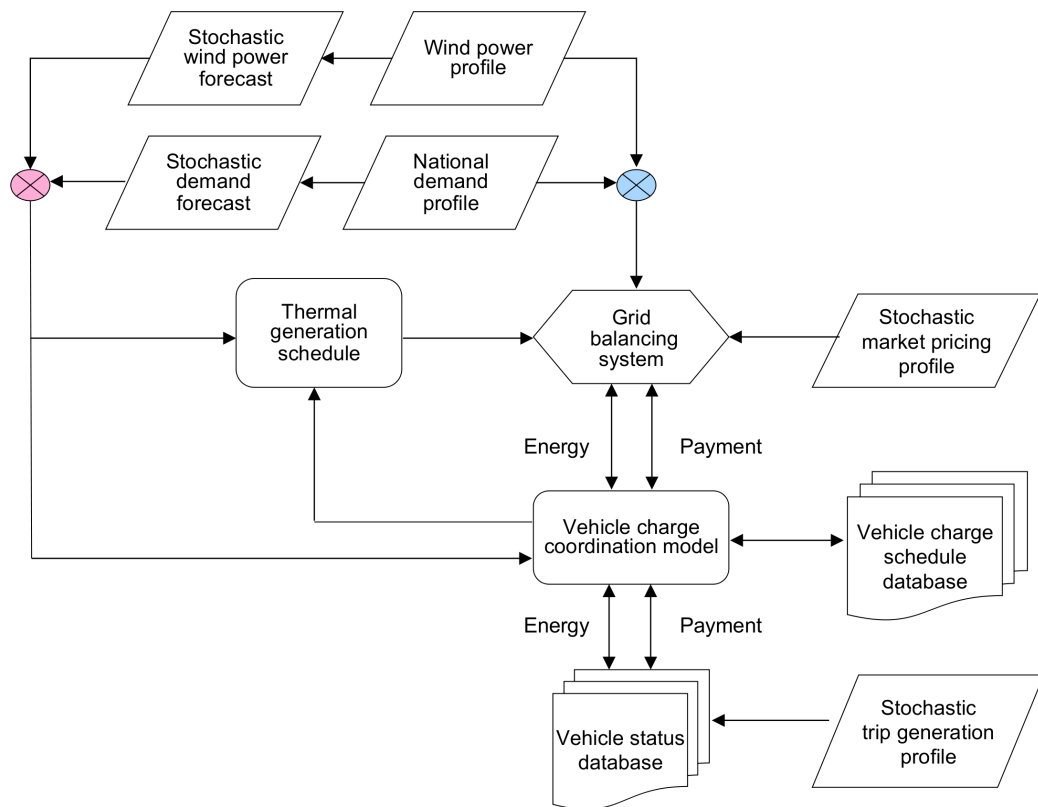 Stochastic
wind power
forecast
Wind power
profile
Stochastic
demand
forecast
National
demand
profile
Thermal
generation
schedule
Grid
balancing
system
Stochastic
market pricing
profile
Energy
Payment
Vehicle charge
coordination model
Vehicle charge
schedule
database
Energy
Payment
Vehicle status
database
Stochastic
trip generation
profile